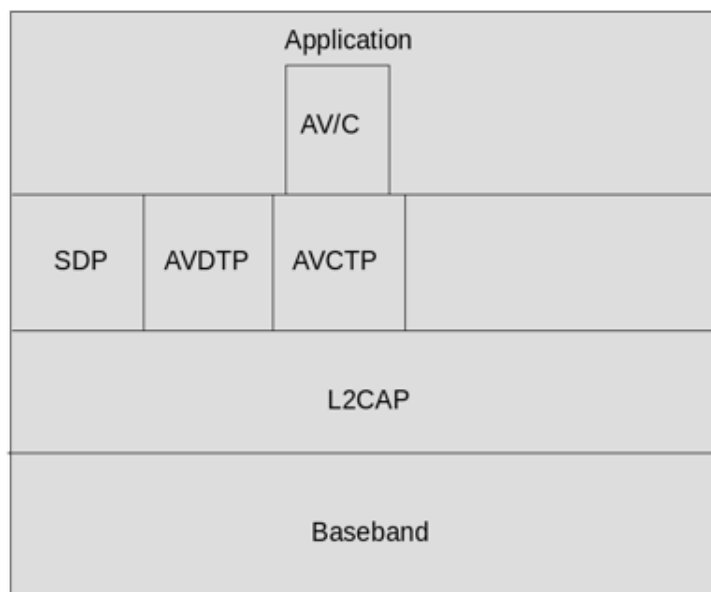 Application
AV/C
SDP AVDTP AVCTP
L2CAP
Baseband